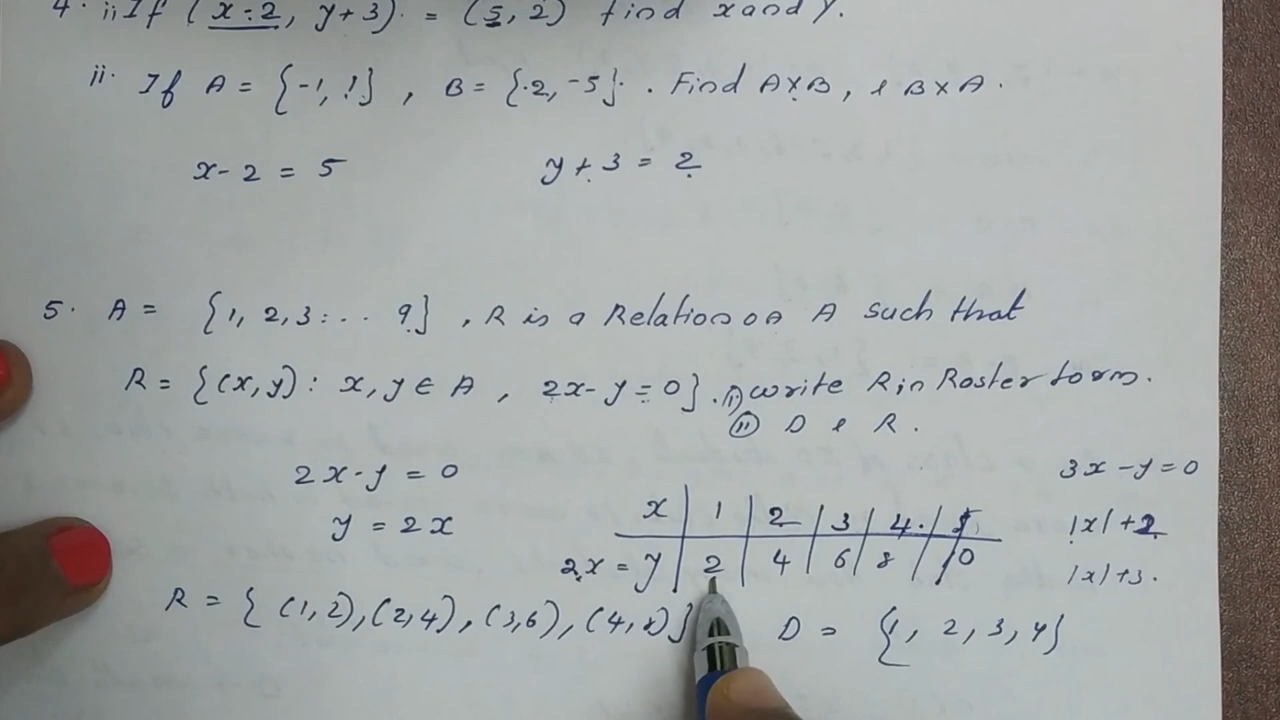 4. ii If (x-2, y+3) = (5, 2) find x and y.
ii. If A = {-1, 1}, B = {2, -5}. Find A×B, & B×A.
x-2 = 5 y+3 = 2
5. A = {1, 2, 3... 9}, R is a Relation on A such that
R = {(x, y): x, y ∈ A, 2x-y=0}. i) write R in Roster form.
ii) D & R.
2x-y = 0
3x-y=0
y = 2x
x | 1 | 2 | 3 | 4. | 5
|x|+2
2x = y | 2 | 4 | 6 | 8 | 10
|x|+3.
R = { (1,2), (2,4), (3,6), (4,8)} D = {1, 2, 3, 4}